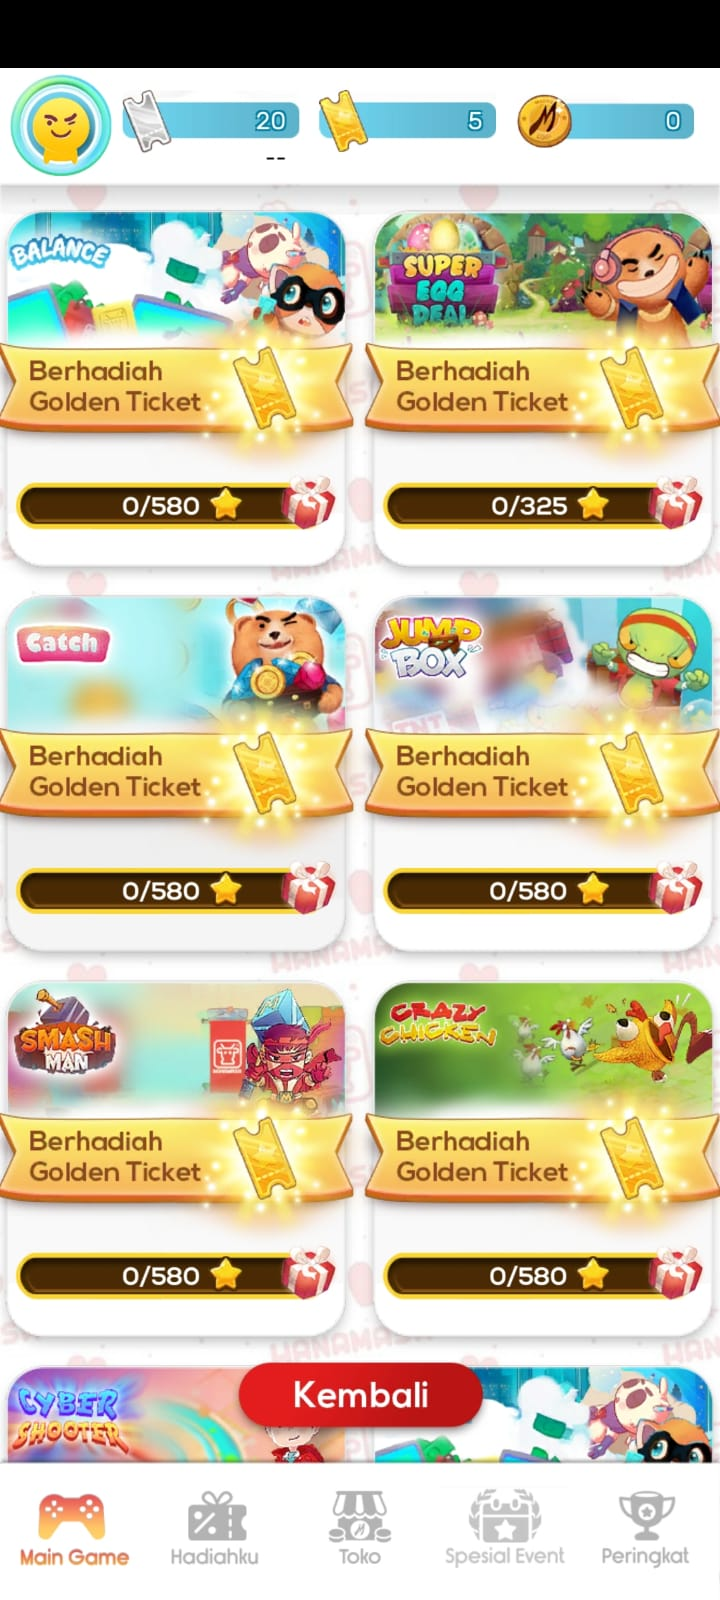 20
5
0
--
BALANCE
SUPER
EGG
DEAL
Berhadiah
Golden Ticket
Berhadiah
Golden Ticket
0/580
0/325
Catch
JUMP
BOX
TNT
Berhadiah
Golden Ticket
Berhadiah
Golden Ticket
0/580
0/580
SMASH
MAN
CRAZY
CHICKEN
Berhadiah
Golden Ticket
Berhadiah
Golden Ticket
0/580
0/580
CYBER
SHOOTER
Kembali
Main Game
Hadiahku
Toko
Spesial Event
Peringkat